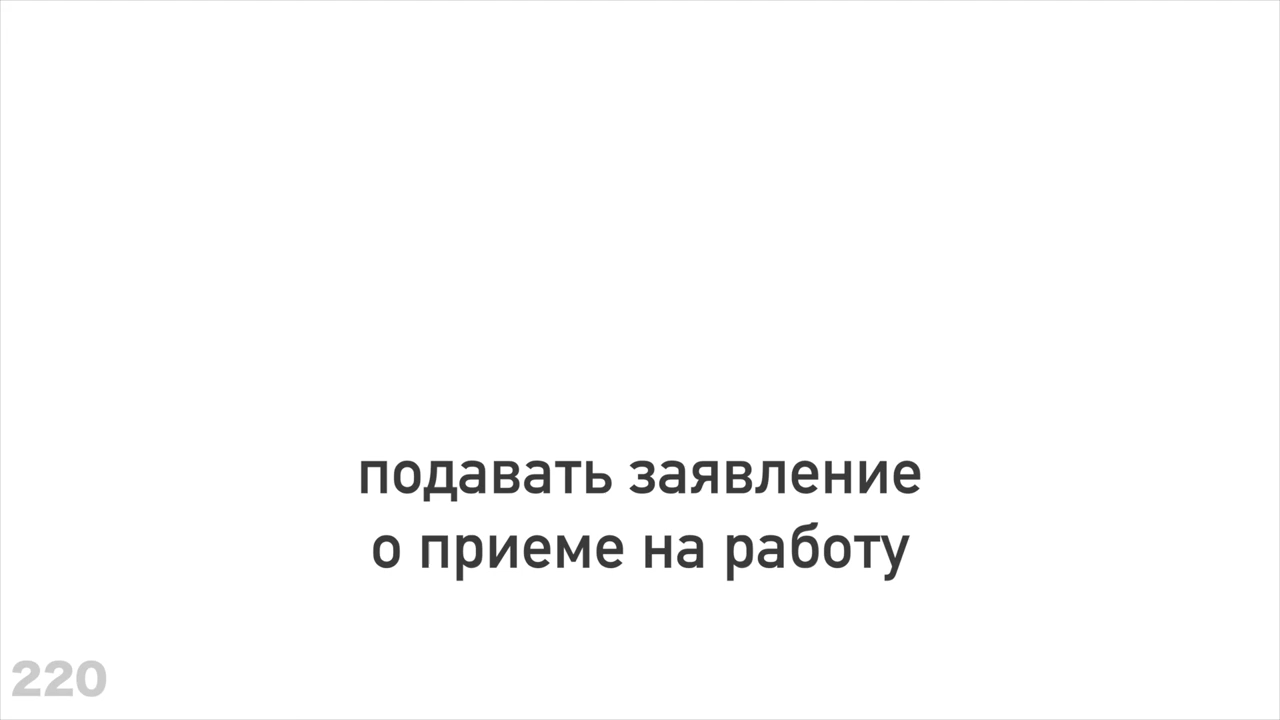 подавать заявление
о приеме на работу
220